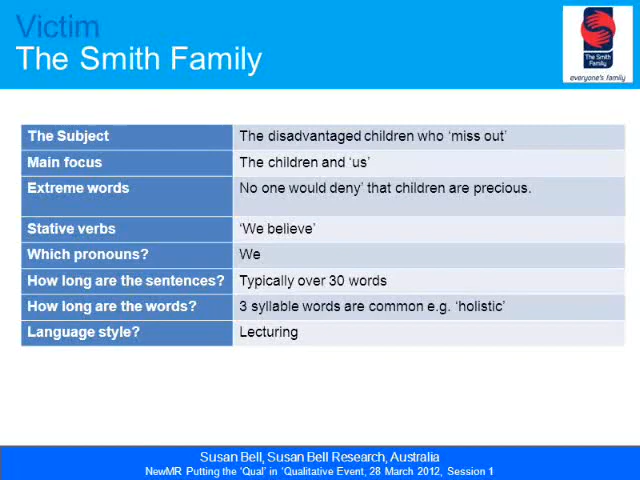 Victim
The Smith Family
The Smith
Family
everyone's family
The Subject The disadvantaged children who ‘miss out’
Main focus The children and ‘us’
Extreme words No one would deny’ that children are precious.
Stative verbs ‘We believe’
Which pronouns? We
How long are the sentences? Typically over 30 words
How long are the words? 3 syllable words are common e.g. ‘holistic’
Language style? Lecturing
Susan Bell, Susan Bell Research, Australia
NewMR Putting the ‘Qual’ in ‘Qualitative Event, 28 March 2012, Session 1